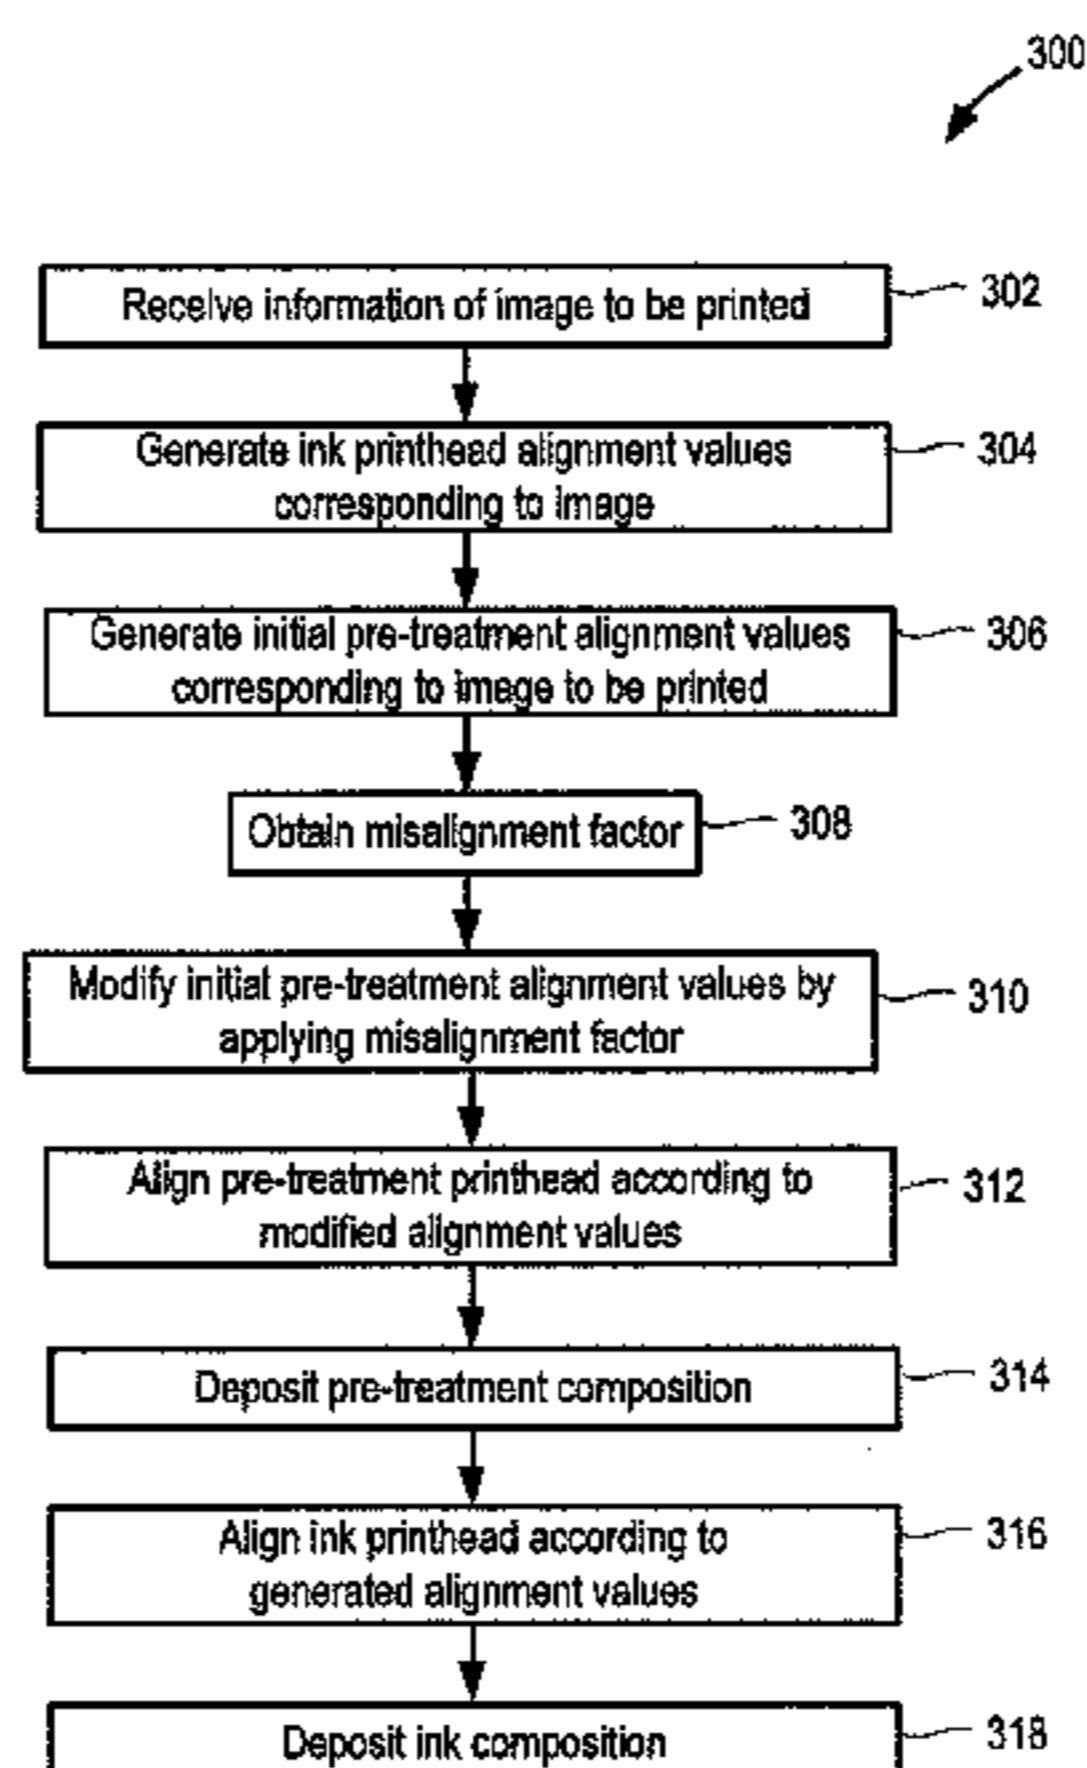 300
Receive information of image to be printed
302
Generate ink printhead alignment values
corresponding to image
304
Generate initial pre-treatment alignment values
corresponding to image to be printed
306
Obtain misalignment factor
308
Modify initial pre-treatment alignment values by
applying misalignment factor
310
Align pre-treatment printhead according to
modified alignment values
312
Deposit pre-treatment composition
314
Align ink printhead according to
generated alignment values
316
Deposit ink composition
318